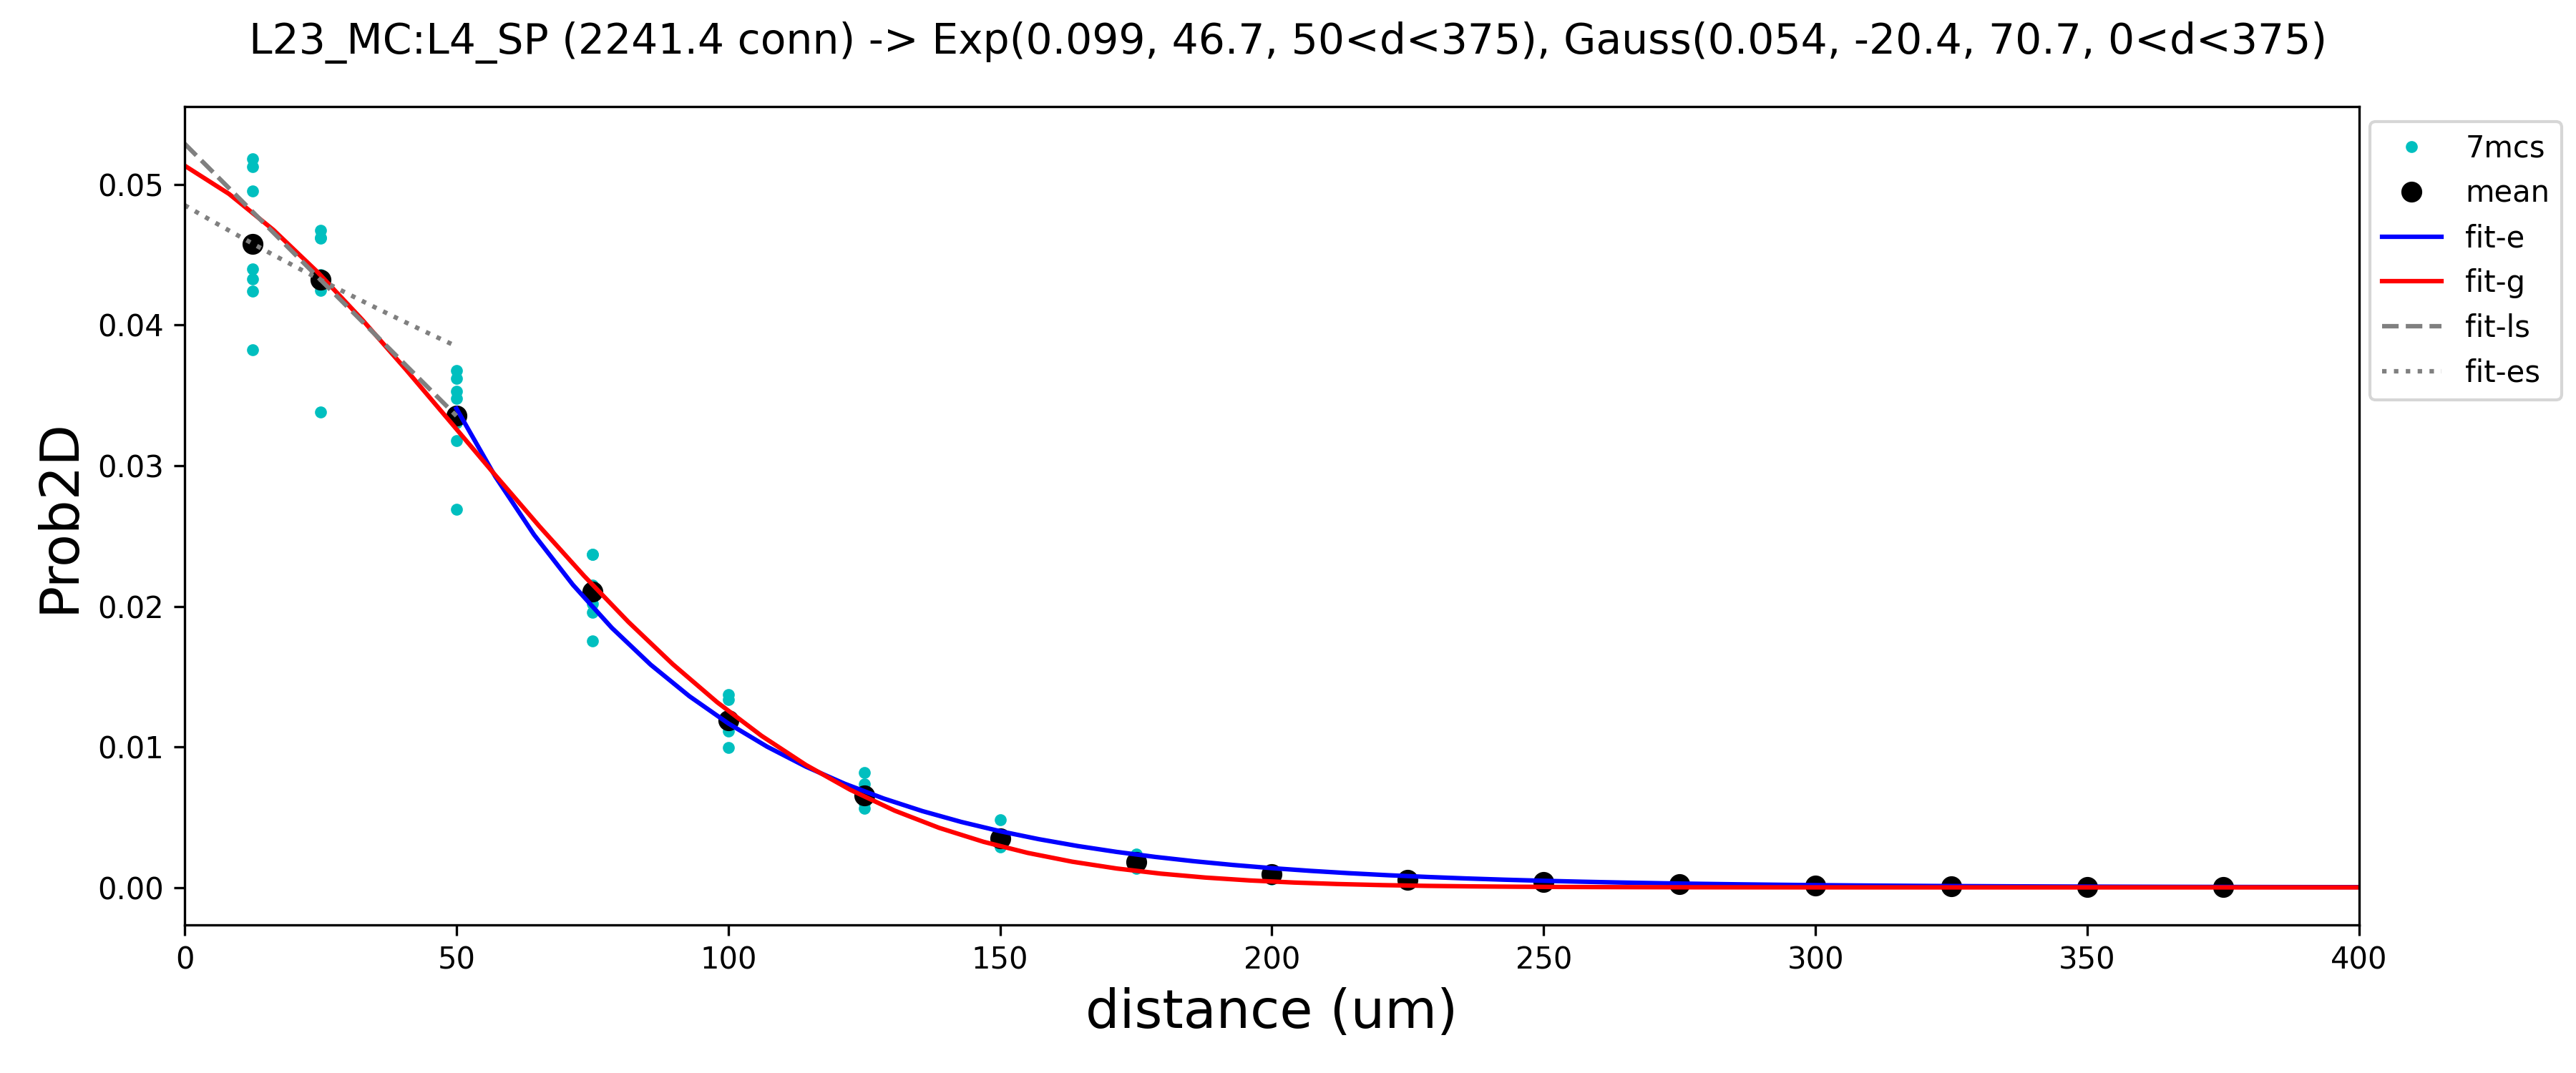 L23_MC:L4_SP (2241.4 conn) -> Exp(0.099, 46.7, 50<d<375), Gauss(0.054, -20.4, 70.7, 0<d<375)
Prob2D
0.05
0.04
0.03
0.02
0.01
0.00
0 50 100 150 200 250 300 350 400
distance (um)
7mcs
mean
fit-e
fit-g
fit-ls
fit-es